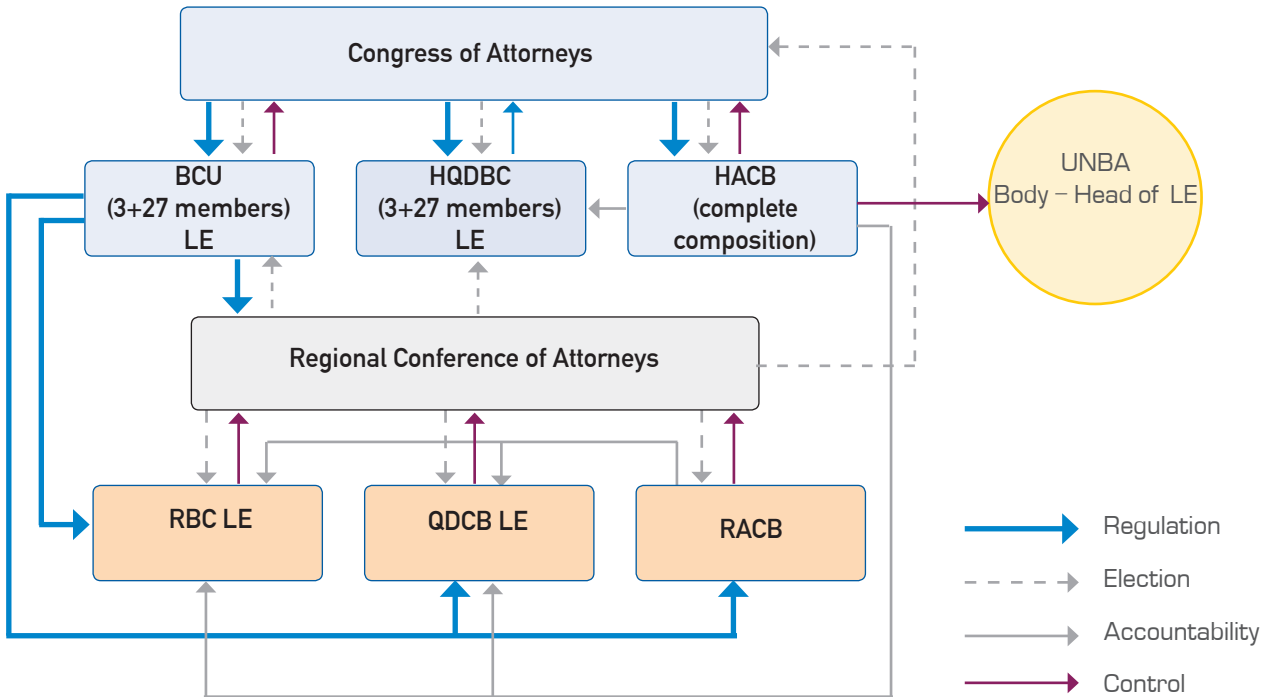 Congress of Attorneys
BCU
(3+27 members)
LE
HQDBC
(3+27 members)
LE
HACB
(complete
composition)
UNBA
Body – Head of LE
Regional Conference of Attorneys
RBC LE
QDCB LE
RACB
Regulation
Election
Accountability
Control